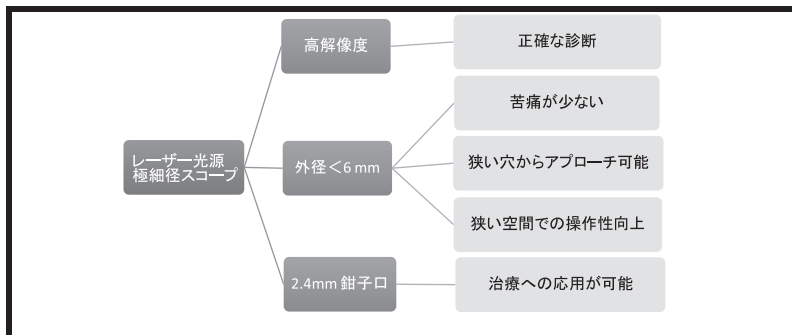 高解像度
正確な診断
苦痛が少ない
レーザー光源
極細径スコープ
外径＜6 mm
狭い穴からアプローチ可能
狭い空間での操作性向上
2.4mm 鉗子口
治療への応用が可能